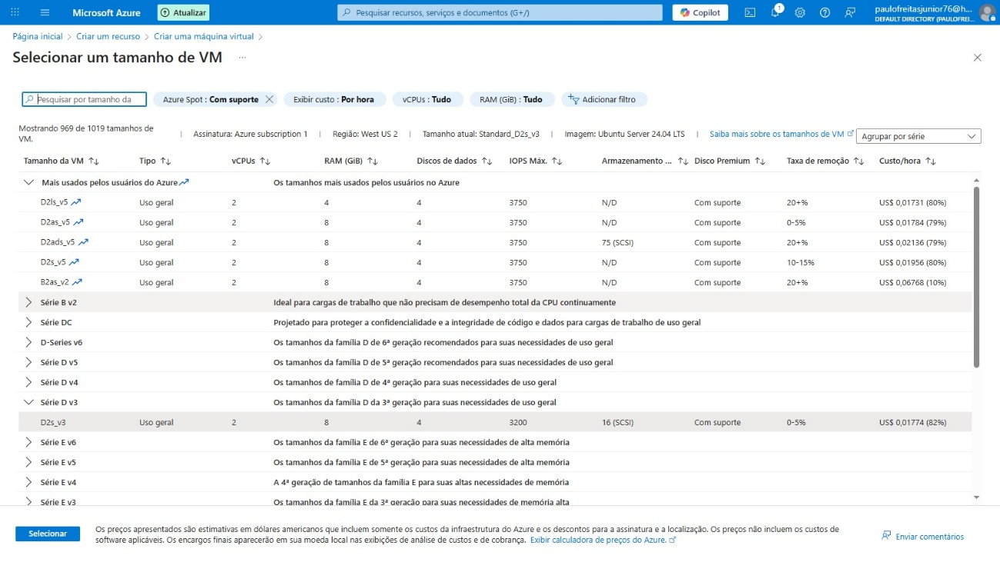 Microsoft Azure
Atualizar
Pesquisar recursos, serviços e documentos (G+/)
Copilot
1
paulofreitasjunior76@h...
DEFAULT DIRECTORY (PAULOFREI...
Página inicial > Criar um recurso > Criar uma máquina virtual >
Selecionar um tamanho de VM ...
Pesquisar por tamanho da
Azure Spot : Com suporte
Exibir custo : Por hora
vCPUs : Tudo
RAM (GiB) : Tudo
Adicionar filtro
Mostrando 969 de 1019 tamanhos de
VM.
| Assinatura: Azure subscription 1 | Região: West US 2 | Tamanho atual: Standard_D2s_v3 | Imagem: Ubuntu Server 24.04 LTS | Saiba mais sobre os tamanhos de VM
Agrupar por série
Tamanho da VM Tipo vCPUs RAM (GiB) Discos de dados IOPS Máx. Armazenamento ... Disco Premium Taxa de remoção Custo/hora
Mais usados pelos usuários do Azure Os tamanhos mais usados pelos usuários no Azure
D2ls_v5 Uso geral 2 4 4 3750 N/D Com suporte 20+% US$ 0,01731 (80%)
D2as_v5 Uso geral 2 8 4 3750 N/D Com suporte 0-5% US$ 0,01784 (79%)
D2ads_v5 Uso geral 2 8 4 3750 75 (SCSI) Com suporte 20+% US$ 0,02136 (79%)
D2s_v5 Uso geral 2 8 4 3750 N/D Com suporte 10-15% US$ 0,01956 (80%)
B2as_v2 Uso geral 2 8 4 3750 N/D Com suporte 20+% US$ 0,06768 (10%)
Série B v2 Ideal para cargas de trabalho que não precisam de desempenho total da CPU continuamente
Série DC Projetado para proteger a confidencialidade e a integridade de código e dados para cargas de trabalho de uso geral
D-Series v6 Os tamanhos da família D de 6ª geração recomendados para suas necessidades de uso geral
Série D v5 Os tamanhos da família D de 5ª geração recomendados para suas necessidades de uso geral
Série D v4 Os tamanhos de família D de 4ª geração para suas necessidades de uso geral
Série D v3 Os tamanhos da família D da 3ª geração para suas necessidades de uso geral
D2s_v3 Uso geral 2 8 4 3200 16 (SCSI) Com suporte 0-5% US$ 0,01774 (82%)
Série E v6 Os tamanhos da família E de 6ª geração para suas necessidades de alta memória
Série E v5 Os tamanhos da família E de 5ª geração para suas necessidades de alta memória
Série E v4 A 4ª geração de tamanhos da família E para suas altas necessidades de memória
Série E v3 Os tamanhos da família E da 3ª geração para suas necessidades de memória alta
Selecionar
Os preços apresentados são estimativas em dólares americanos que incluem somente os custos da infraestrutura do Azure e os descontos para a assinatura e a localização. Os preços não incluem os custos de
software aplicáveis. Os encargos finais aparecerão em sua moeda local nas exibições de análise de custos e de cobrança. Exibir calculadora de preços do Azure.
Enviar comentários